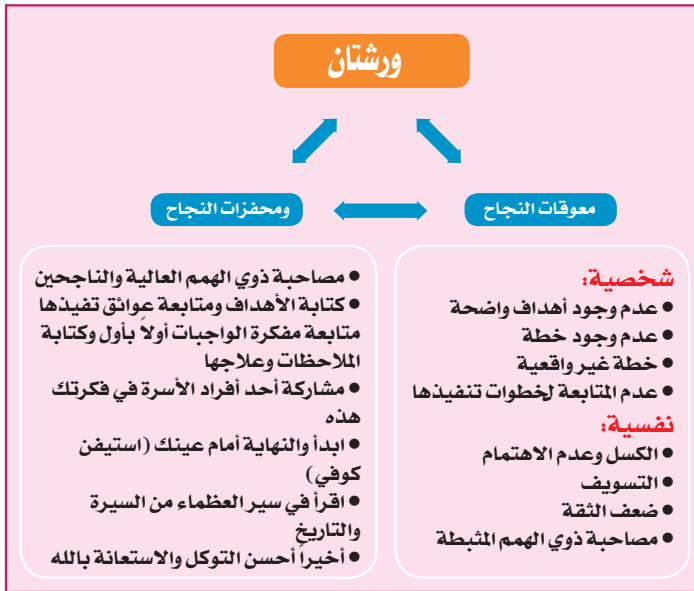 ورشتان
معوقات النجاح
ومحفزات النجاح
شخصية:
● عدم وجود أهداف واضحة
● عدم وجود خطة
● خطة غير واقعية
● عدم المتابعة لخطوات تنفيذها
نفسية:
● الكسل وعدم الاهتمام
● التسويف
● ضعف الثقة
● مصاحبة ذوي الهمم المثبطة
● مصاحبة ذوي الهمم العالية والناجحين
● كتابة الأهداف ومتابعة عوائق تفيذها
متابعة مفكرة الواجبات أولاً بأول وكتابة
الملاحظات وعلاجها
● مشاركة أحد أفراد الأسرة في فكرتك
هذه
● ابدأ والنهاية أمام عينك (استيفن
كوفي)
● اقرأ في سير العظماء من السيرة
والتاريخ
● أخيراً أحسن التوكل والاستعانة بالله